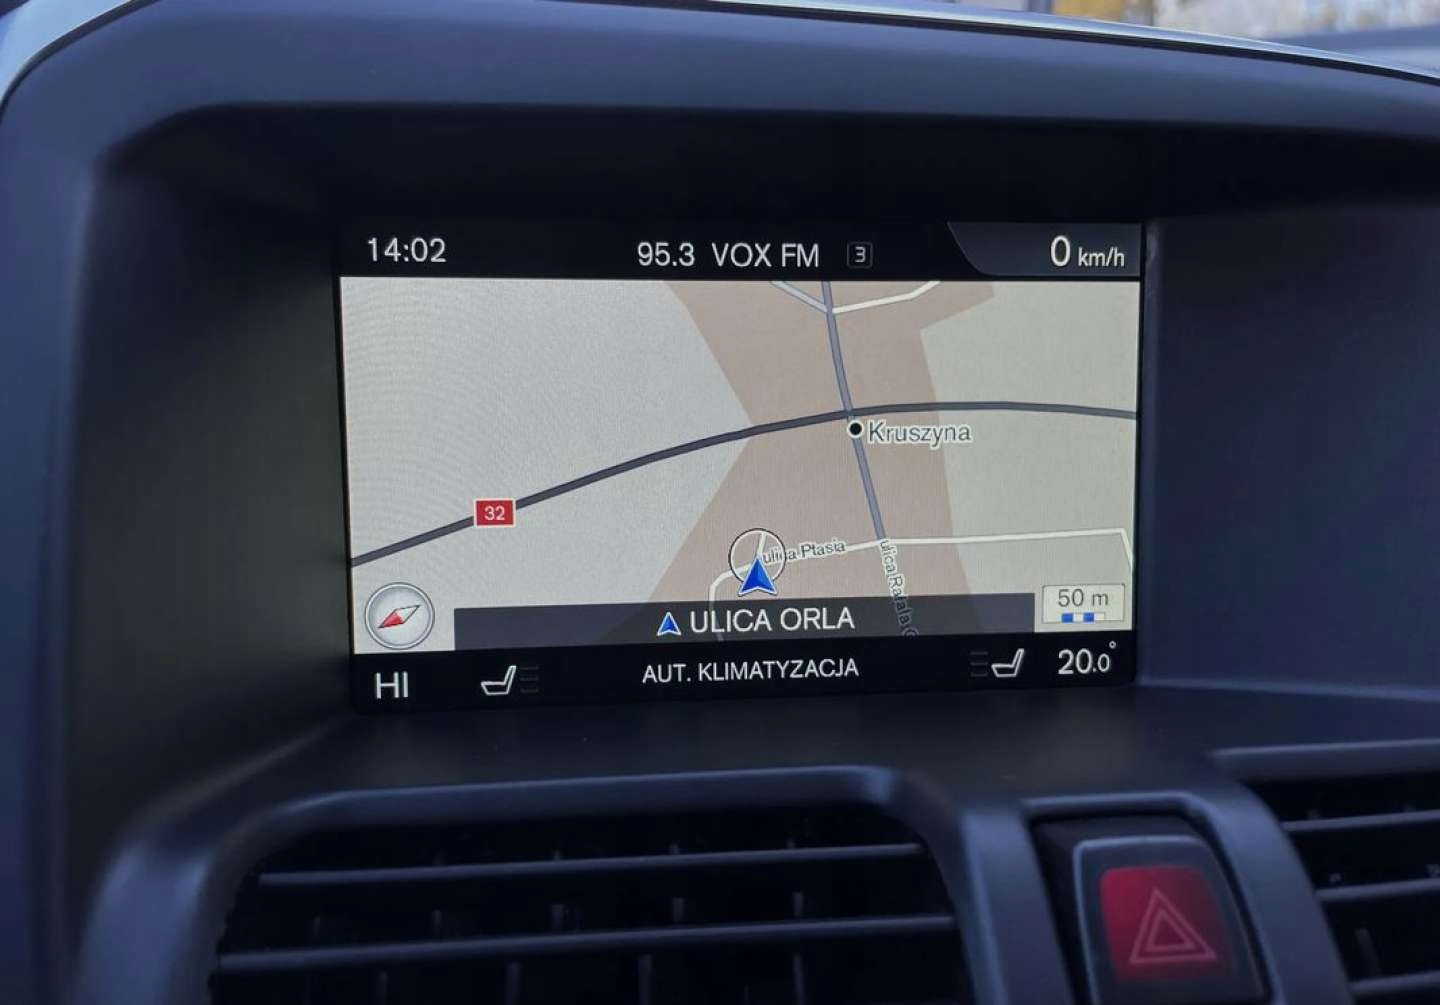 14:02
95.3 VOX FM 3
0 km/h
Kruszyna
32
ulica Ptasia
ulica Rafała
50 m
ULICA ORLA
HI
AUT. KLIMATYZACJA
20.0°